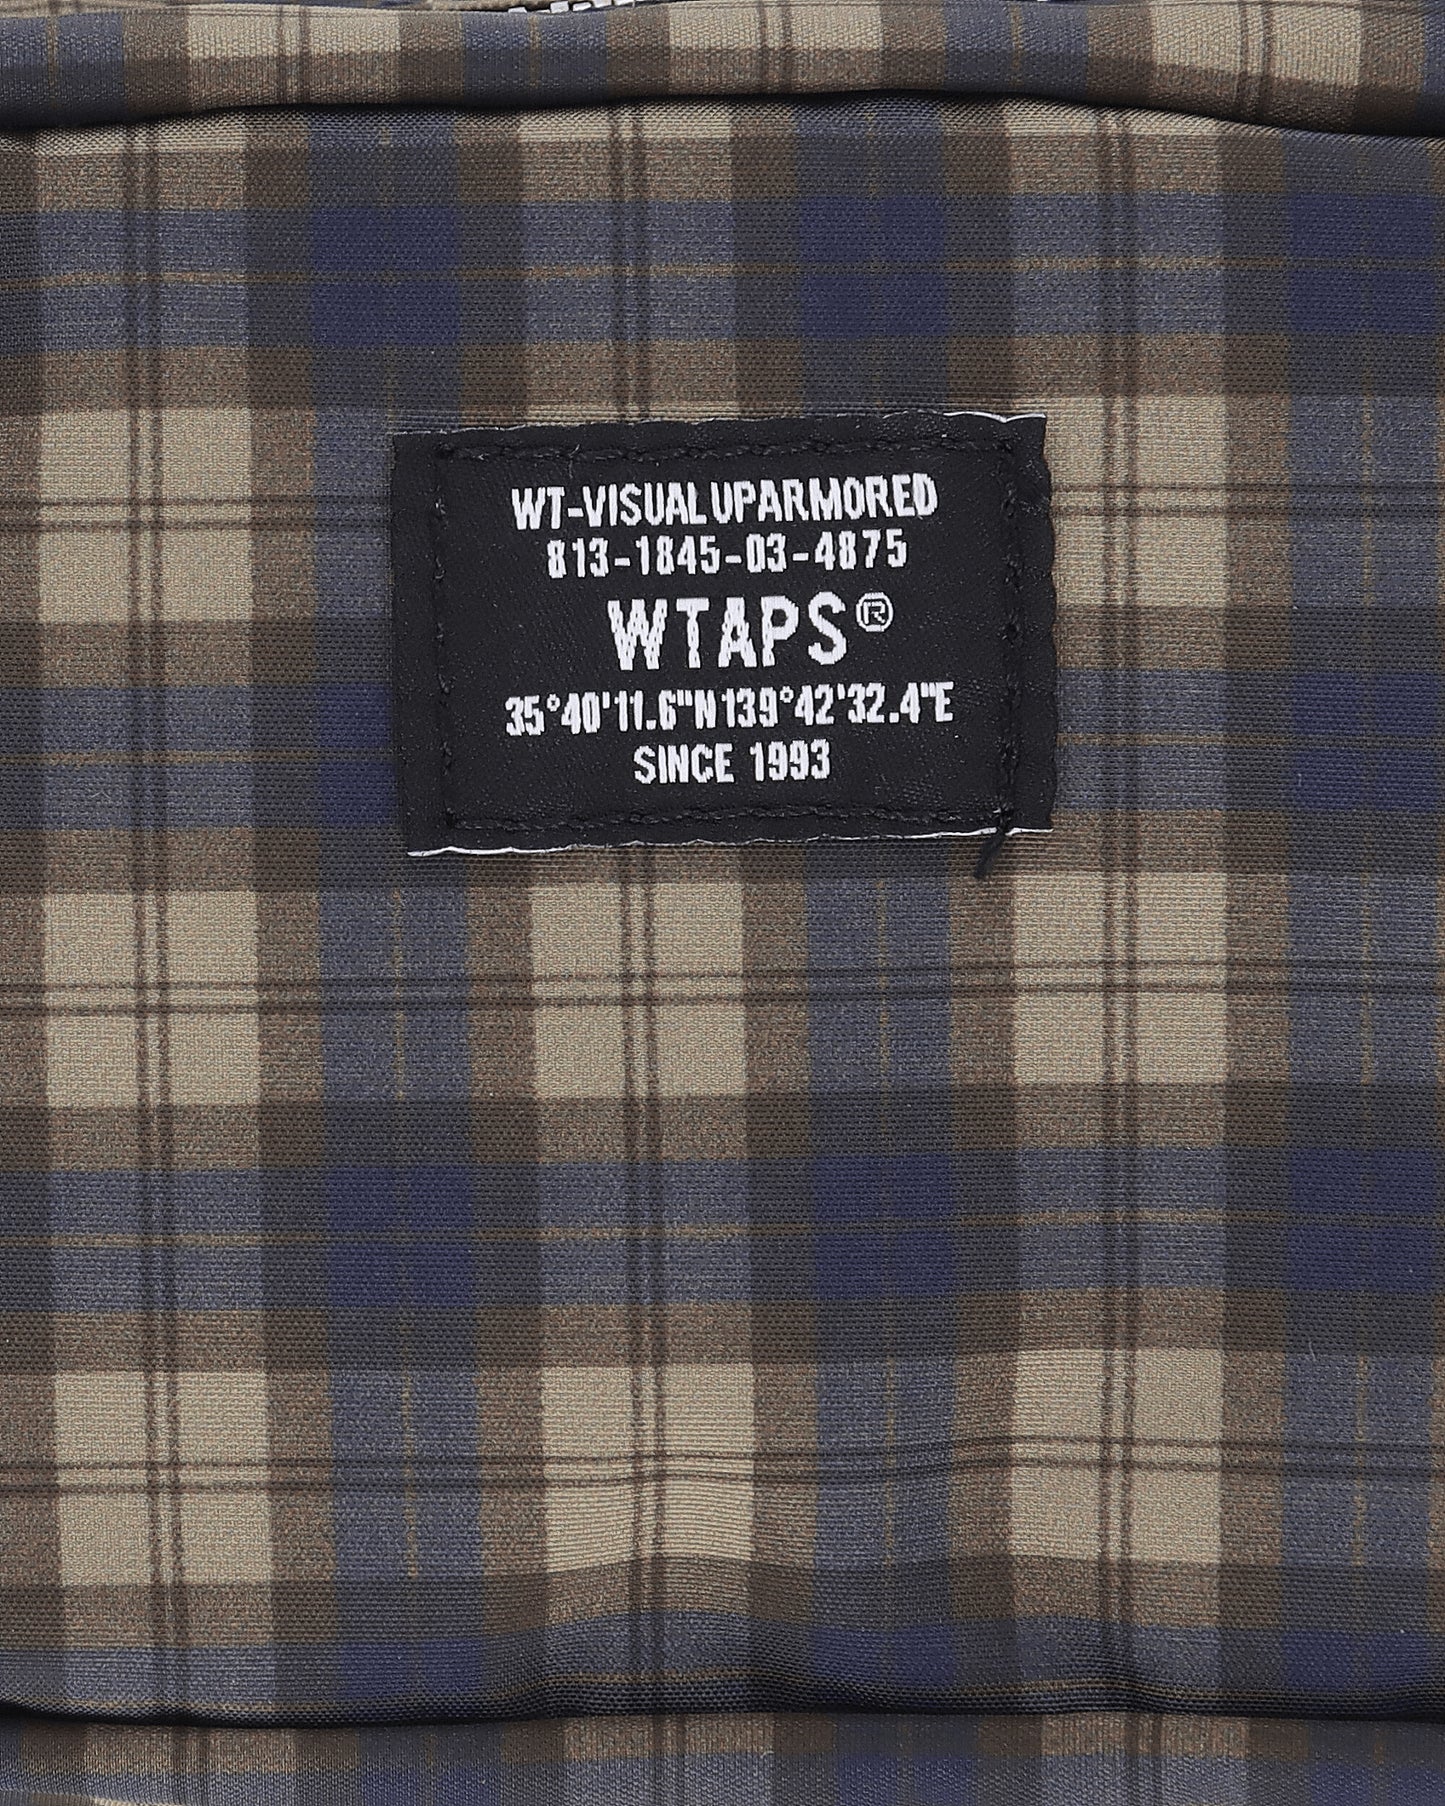 WT-VISUAL UPARMORED
813-1845-03-4875
WTAPS®
35°40'11.6"N139°42'32.4"E
SINCE 1993